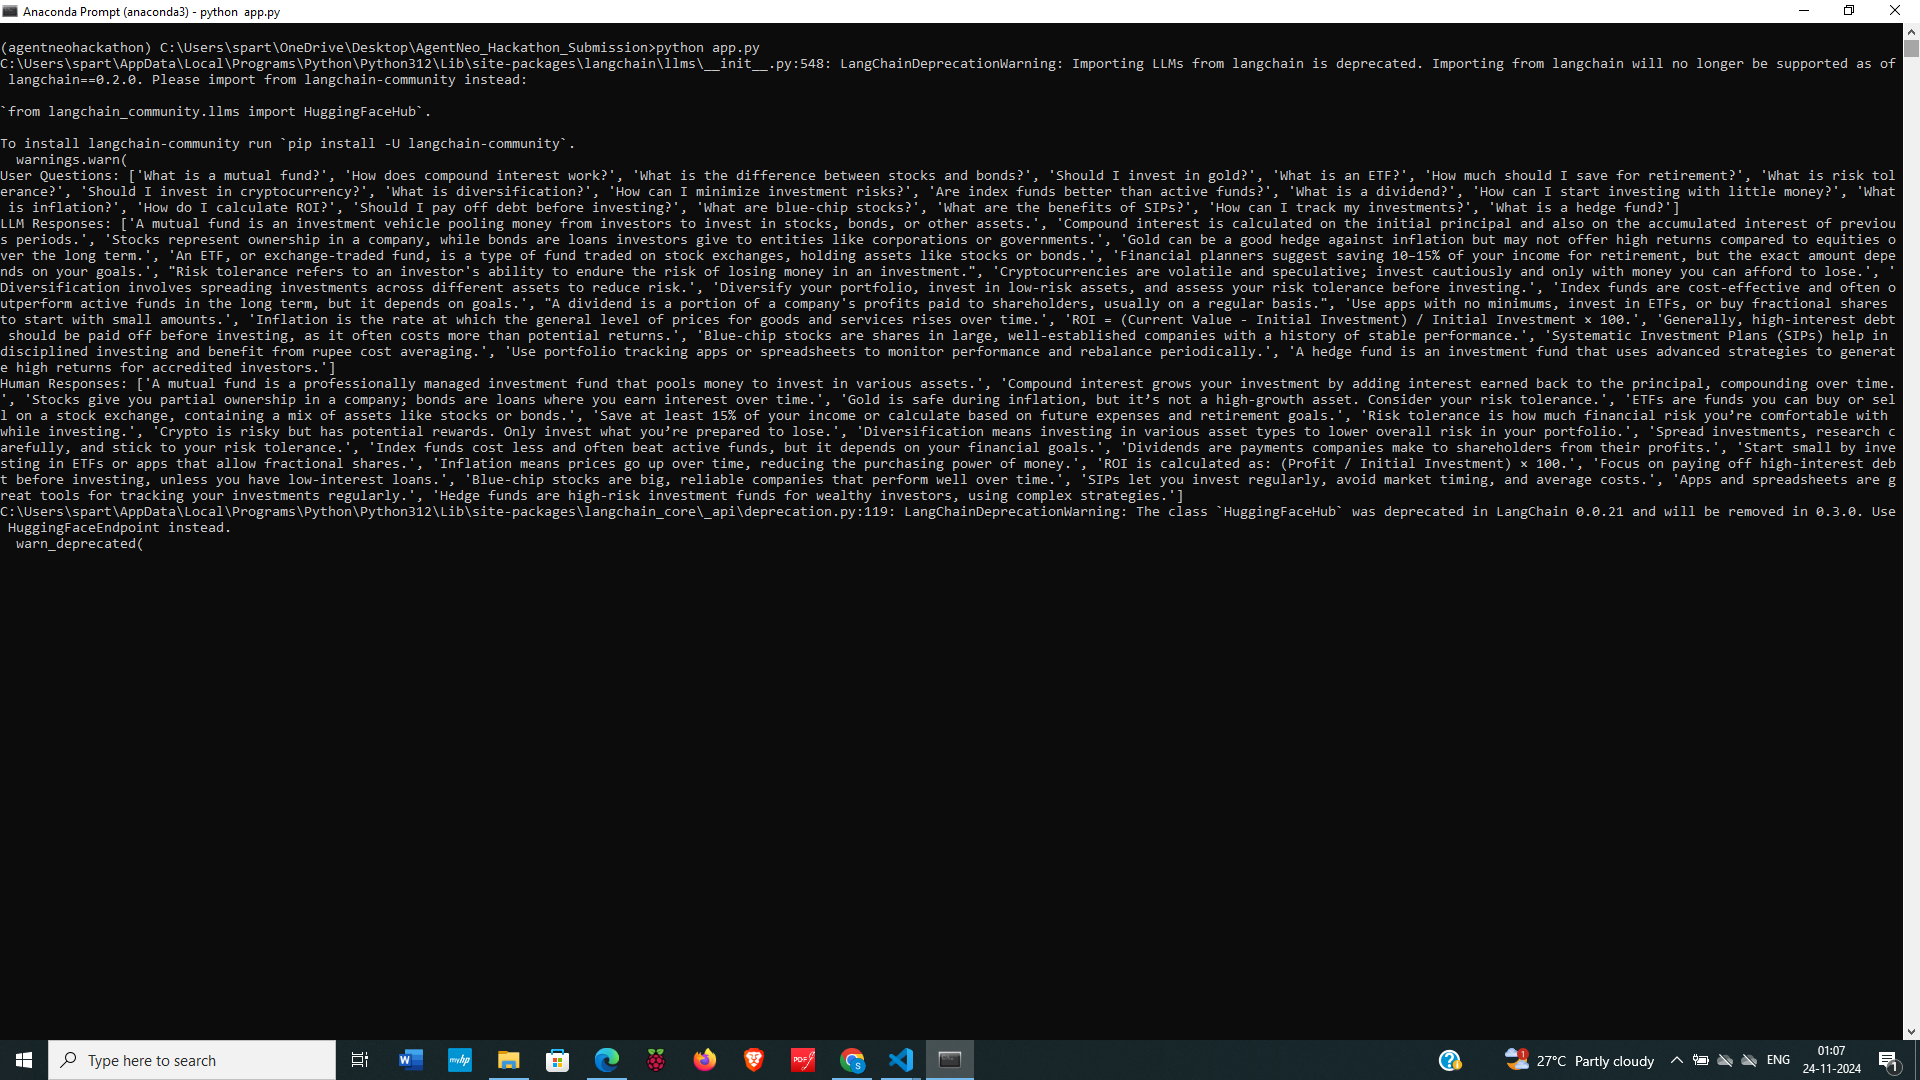 Anaconda Prompt (anaconda3) - python  app.py
(agentneohackathon) C:\Users\spart\OneDrive\Desktop\AgentNeo_Hackathon_Submission>python app.py
C:\Users\spart\AppData\Local\Programs\Python\Python312\Lib\site-packages\langchain\llms\__init__.py:548: LangChainDeprecationWarning: Importing LLMs from langchain is deprecated. Importing from langchain will no longer be supported as of
 langchain==0.2.0. Please import from langchain-community instead:
`from langchain_community.llms import HuggingFaceHub`.
To install langchain-community run `pip install -U langchain-community`.
  warnings.warn(
User Questions: ['What is a mutual fund?', 'How does compound interest work?', 'What is the difference between stocks and bonds?', 'Should I invest in gold?', 'What is an ETF?', 'How much should I save for retirement?', 'What is risk tol
erance?', 'Should I invest in cryptocurrency?', 'What is diversification?', 'How can I minimize investment risks?', 'Are index funds better than active funds?', 'What is a dividend?', 'How can I start investing with little money?', 'What
 is inflation?', 'How do I calculate ROI?', 'Should I pay off debt before investing?', 'What are blue-chip stocks?', 'What are the benefits of SIPs?', 'How can I track my investments?', 'What is a hedge fund?']
LLM Responses: ['A mutual fund is an investment vehicle pooling money from investors to invest in stocks, bonds, or other assets.', 'Compound interest is calculated on the initial principal and also on the accumulated interest of previou
s periods.', 'Stocks represent ownership in a company, while bonds are loans investors give to entities like corporations or governments.', 'Gold can be a good hedge against inflation but may not offer high returns compared to equities o
ver the long term.', 'An ETF, or exchange-traded fund, is a type of fund traded on stock exchanges, holding assets like stocks or bonds.', 'Financial planners suggest saving 10–15% of your income for retirement, but the exact amount depe
nds on your goals.', "Risk tolerance refers to an investor's ability to endure the risk of losing money in an investment.", 'Cryptocurrencies are volatile and speculative; invest cautiously and only with money you can afford to lose.', '
Diversification involves spreading investments across different assets to reduce risk.', 'Diversify your portfolio, invest in low-risk assets, and assess your risk tolerance before investing.', 'Index funds are cost-effective and often o
utperform active funds in the long term, but it depends on goals.', "A dividend is a portion of a company's profits paid to shareholders, usually on a regular basis.", 'Use apps with no minimums, invest in ETFs, or buy fractional shares
to start with small amounts.', 'Inflation is the rate at which the general level of prices for goods and services rises over time.', 'ROI = (Current Value - Initial Investment) / Initial Investment × 100.', 'Generally, high-interest debt
 should be paid off before investing, as it often costs more than potential returns.', 'Blue-chip stocks are shares in large, well-established companies with a history of stable performance.', 'Systematic Investment Plans (SIPs) help in
disciplined investing and benefit from rupee cost averaging.', 'Use portfolio tracking apps or spreadsheets to monitor performance and rebalance periodically.', 'A hedge fund is an investment fund that uses advanced strategies to generat
e high returns for accredited investors.']
Human Responses: ['A mutual fund is a professionally managed investment fund that pools money to invest in various assets.', 'Compound interest grows your investment by adding interest earned back to the principal, compounding over time.
', 'Stocks give you partial ownership in a company; bonds are loans where you earn interest over time.', 'Gold is safe during inflation, but it’s not a high-growth asset. Consider your risk tolerance.', 'ETFs are funds you can buy or sel
l on a stock exchange, containing a mix of assets like stocks or bonds.', 'Save at least 15% of your income or calculate based on future expenses and retirement goals.', 'Risk tolerance is how much financial risk you’re comfortable with
while investing.', 'Crypto is risky but has potential rewards. Only invest what you’re prepared to lose.', 'Diversification means investing in various asset types to lower overall risk in your portfolio.', 'Spread investments, research c
arefully, and stick to your risk tolerance.', 'Index funds cost less and often beat active funds, but it depends on your financial goals.', 'Dividends are payments companies make to shareholders from their profits.', 'Start small by inve
sting in ETFs or apps that allow fractional shares.', 'Inflation means prices go up over time, reducing the purchasing power of money.', 'ROI is calculated as: (Profit / Initial Investment) × 100.', 'Focus on paying off high-interest deb
t before investing, unless you have low-interest loans.', 'Blue-chip stocks are big, reliable companies that perform well over time.', 'SIPs let you invest regularly, avoid market timing, and average costs.', 'Apps and spreadsheets are g
reat tools for tracking your investments regularly.', 'Hedge funds are high-risk investment funds for wealthy investors, using complex strategies.']
C:\Users\spart\AppData\Local\Programs\Python\Python312\Lib\site-packages\langchain_core\_api\deprecation.py:119: LangChainDeprecationWarning: The class `HuggingFaceHub` was deprecated in LangChain 0.0.21 and will be removed in 0.3.0. Use
 HuggingFaceEndpoint instead.
  warn_deprecated(
Type here to search
W
myhp
PDF
S
1
27°C  Partly cloudy
ENG
01:07
24-11-2024
1